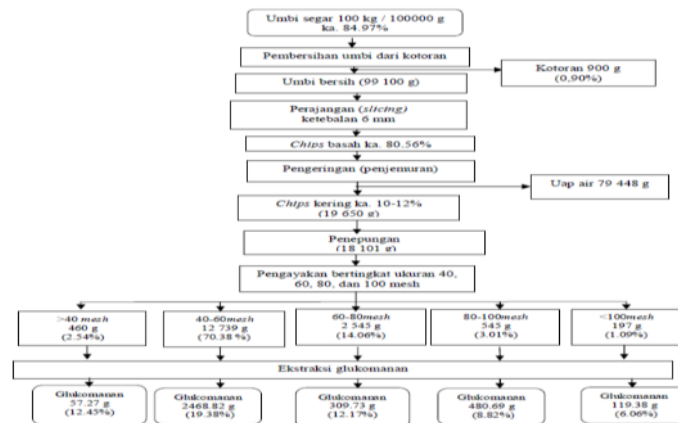 Umbi segar 100 kg / 100000 g
ka. 84.97%
Pembersihan umbi dari kotoran
Kotoran 900 g
(0,90%)
Umbi bersih (99 100 g)
Perajangan (slicing)
ketebalan 6 mm
Chips basah ka. 80.56%
Pengeringan (penjemuran)
Uap air 79 448 g
Chips kering ka. 10-12%
(19 650 g)
Penepungan
(18 101 g)
Pengayakan bertingkat ukuran 40,
60, 80, dan 100 mesh
>40 mesh
460 g
(2.54%)
40-60mesh
12 739 g
(70.38 %)
60-80mesh
2 545 g
(14.06%)
80-100mesh
545 g
(3.01%)
<100mesh
197 g
(1.09%)
Ekstraksi glukomanan
Glukomanan
57.27 g
(12.45%)
Glukomanan
2468.82 g
(19.38%)
Glukomanan
309.73 g
(12.17%)
Glukomanan
480.69 g
(8.82%)
Glukomanan
119.38 g
(6.06%)